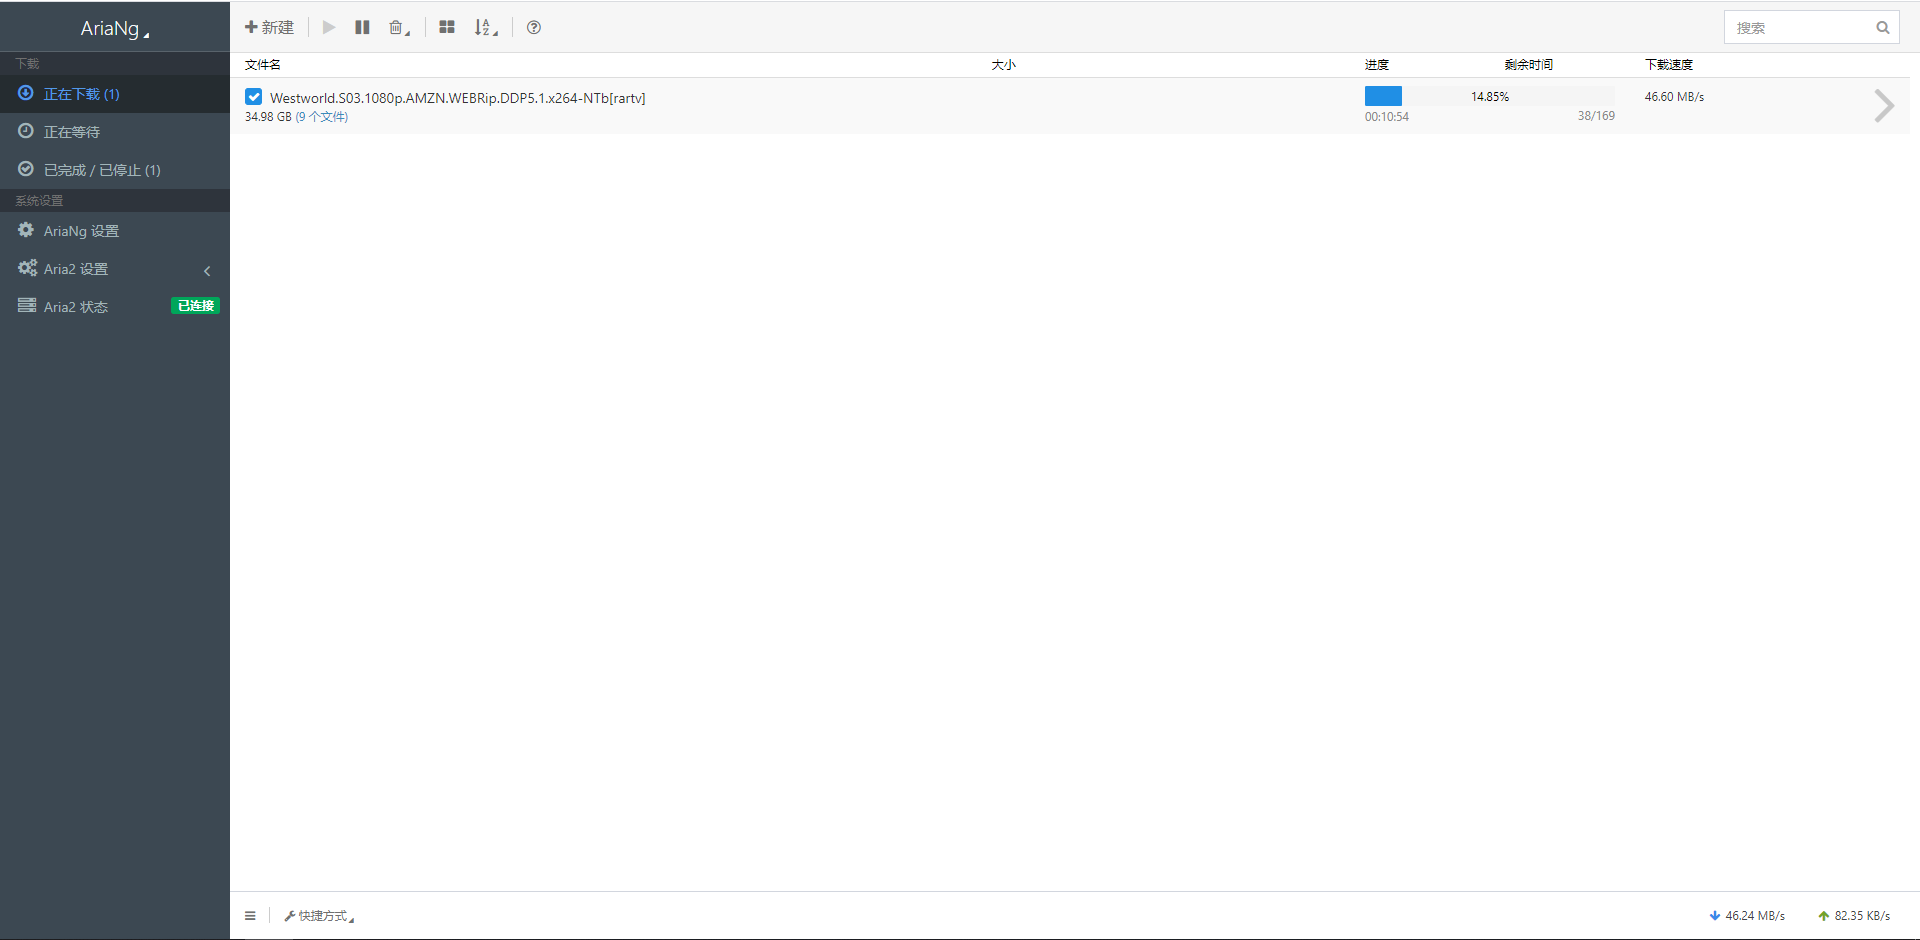 AriaNg
下载
正在下载 (1)
正在等待
已完成 / 已停止 (1)
系统设置
AriaNg 设置
Aria2 设置
Aria2 状态 已连接
新建
搜索
文件名 大小 进度 剩余时间 下载速度
Westworld.S03.1080p.AMZN.WEBRip.DDP5.1.x264-NTb[rartv] 14.85% 46.60 MB/s
34.98 GB (9 个文件) 00:10:54 38/169
快捷方式 46.24 MB/s 82.35 KB/s